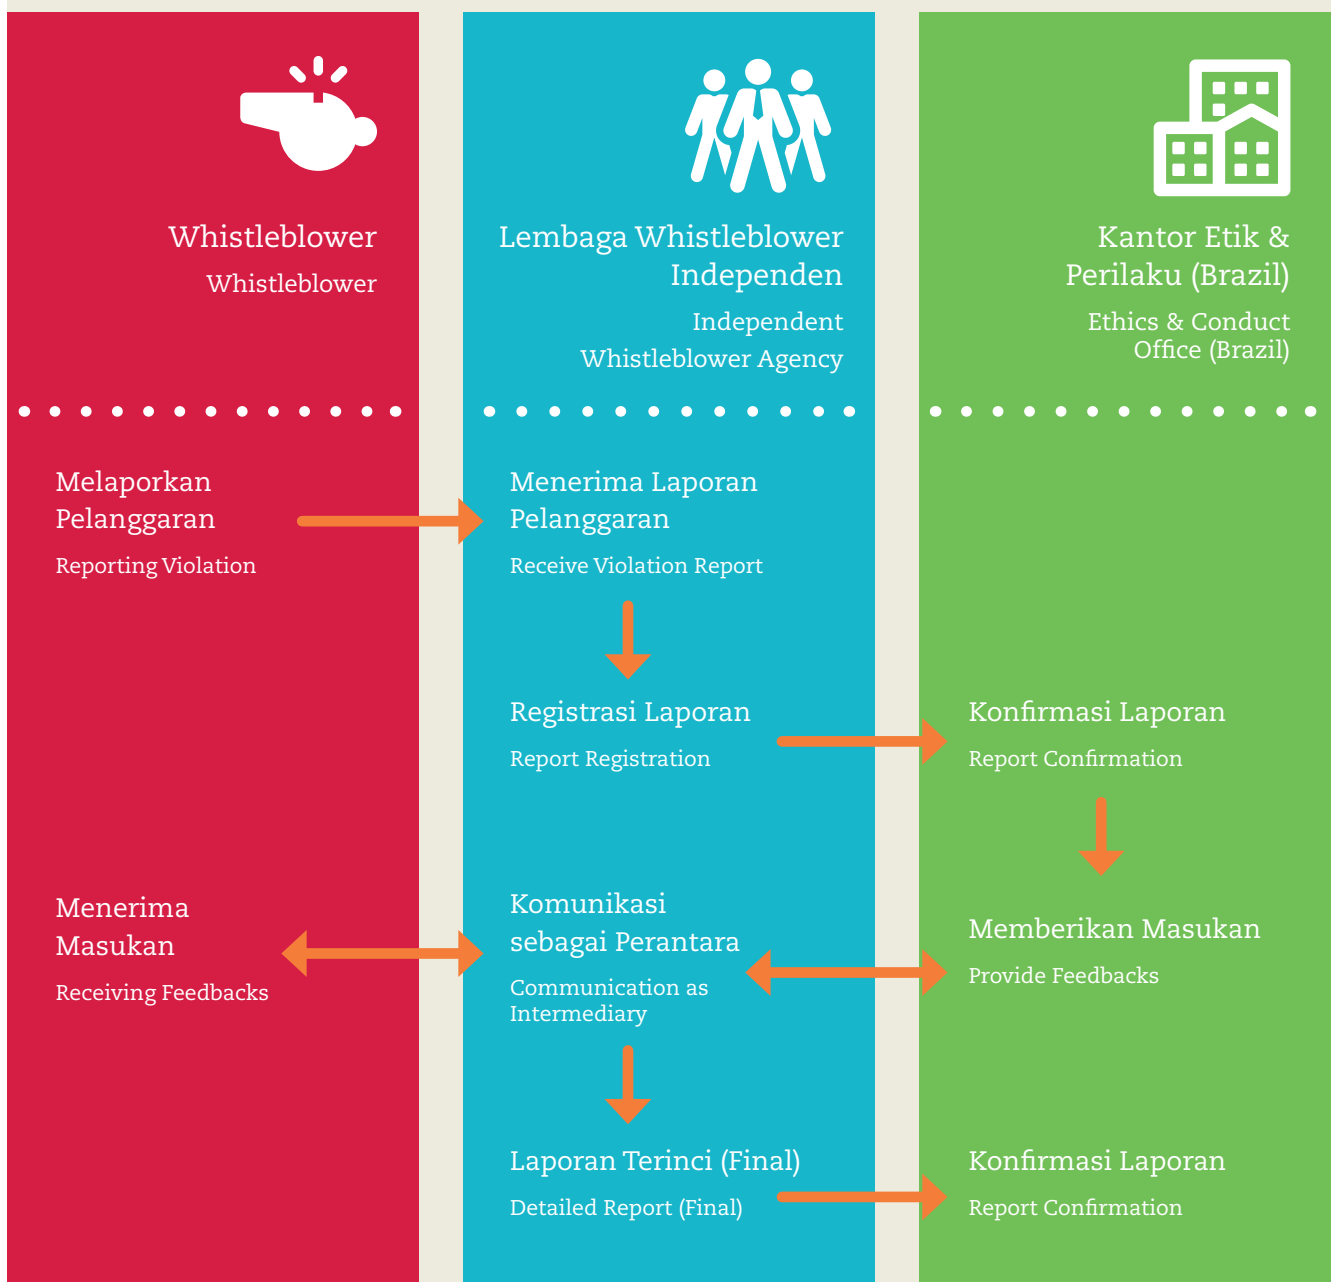 Whistleblower
Whistleblower
Lembaga Whistleblower
Independen
Independent
Whistleblower Agency
Kantor Etik &
Perilaku (Brazil)
Ethics & Conduct
Office (Brazil)
Melaporkan
Pelanggaran
Reporting Violation
Menerima Laporan
Pelanggaran
Receive Violation Report
Registrasi Laporan
Report Registration
Konfirmasi Laporan
Report Confirmation
Menerima
Masukan
Receiving Feedbacks
Komunikasi
sebagai Perantara
Communication as
Intermediary
Memberikan Masukan
Provide Feedbacks
Laporan Terinci (Final)
Detailed Report (Final)
Konfirmasi Laporan
Report Confirmation